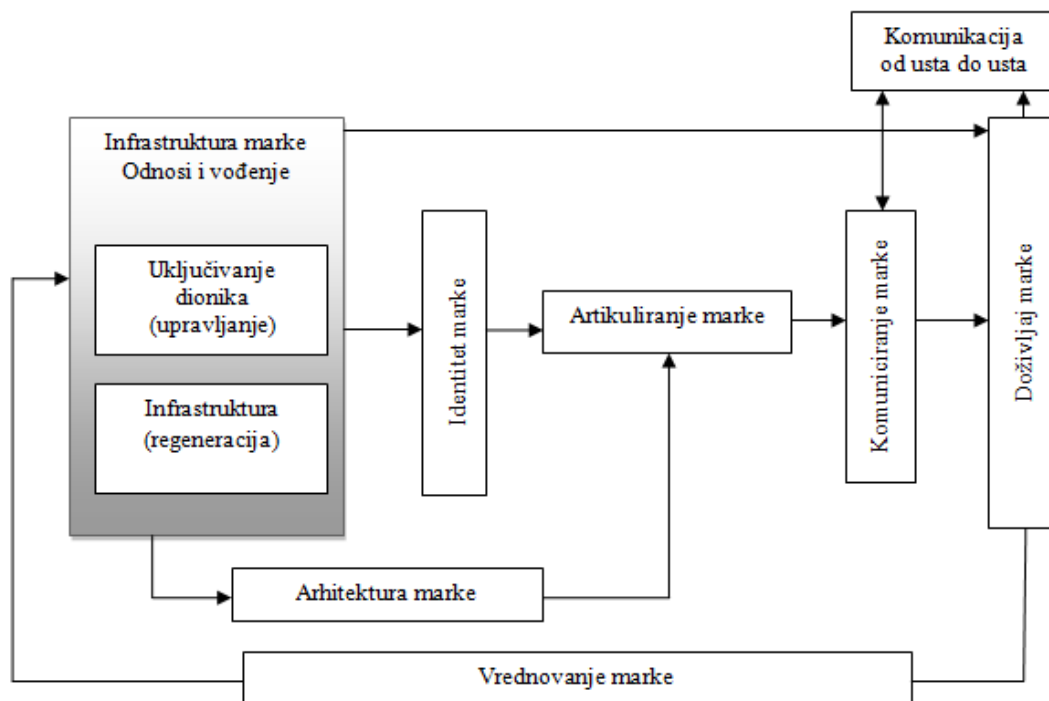 Komunikacija
od usta do usta
Infrastruktura marke
Odnosi i vođenje
Uključivanje
dionika
(upravljanje)
Infrastruktura
(regeneracija)
Identitet marke
Artikuliranje marke
Komuniciranje marke
Doživljaj marke
Arhitektura marke
Vrednovanje marke